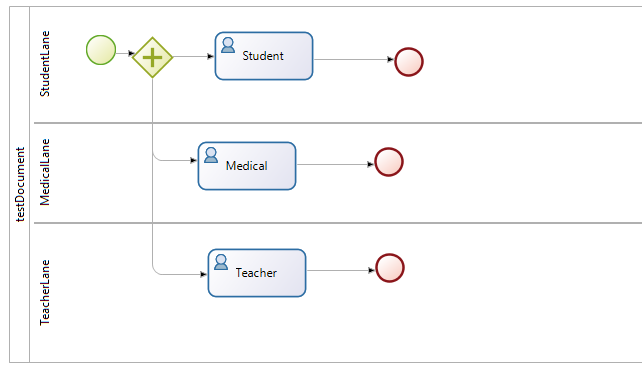 testDocument
StudentLane
Student
MedicalLane
Medical
TeacherLane
Teacher